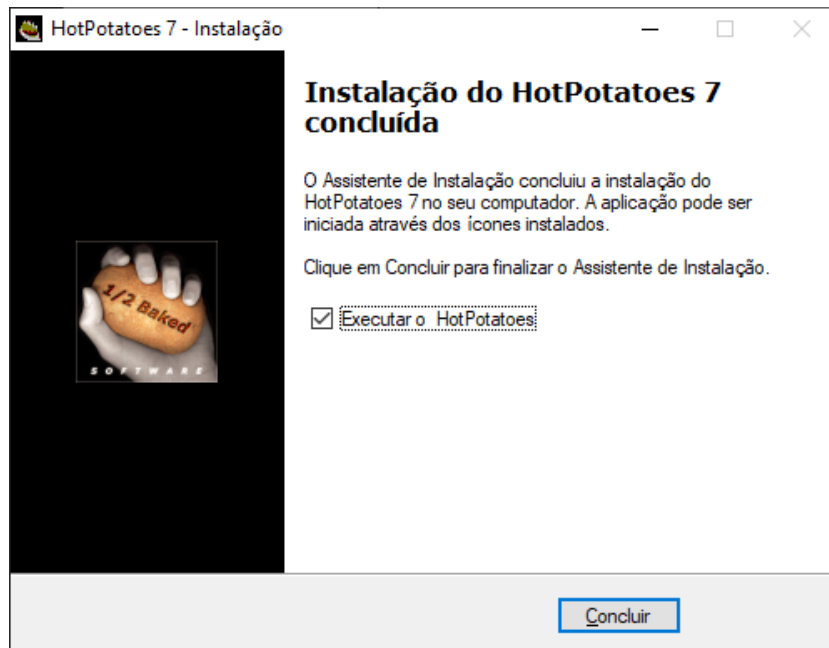 HotPotatoes 7 - Instalação
Instalação do HotPotatoes 7
concluída
O Assistente de Instalação concluiu a instalação do
HotPotatoes 7 no seu computador. A aplicação pode ser
iniciada através dos ícones instalados.
Clique em Concluir para finalizar o Assistente de Instalação.
Executar o  HotPotatoes
1/2 Baked
SOFTWARE
Concluir